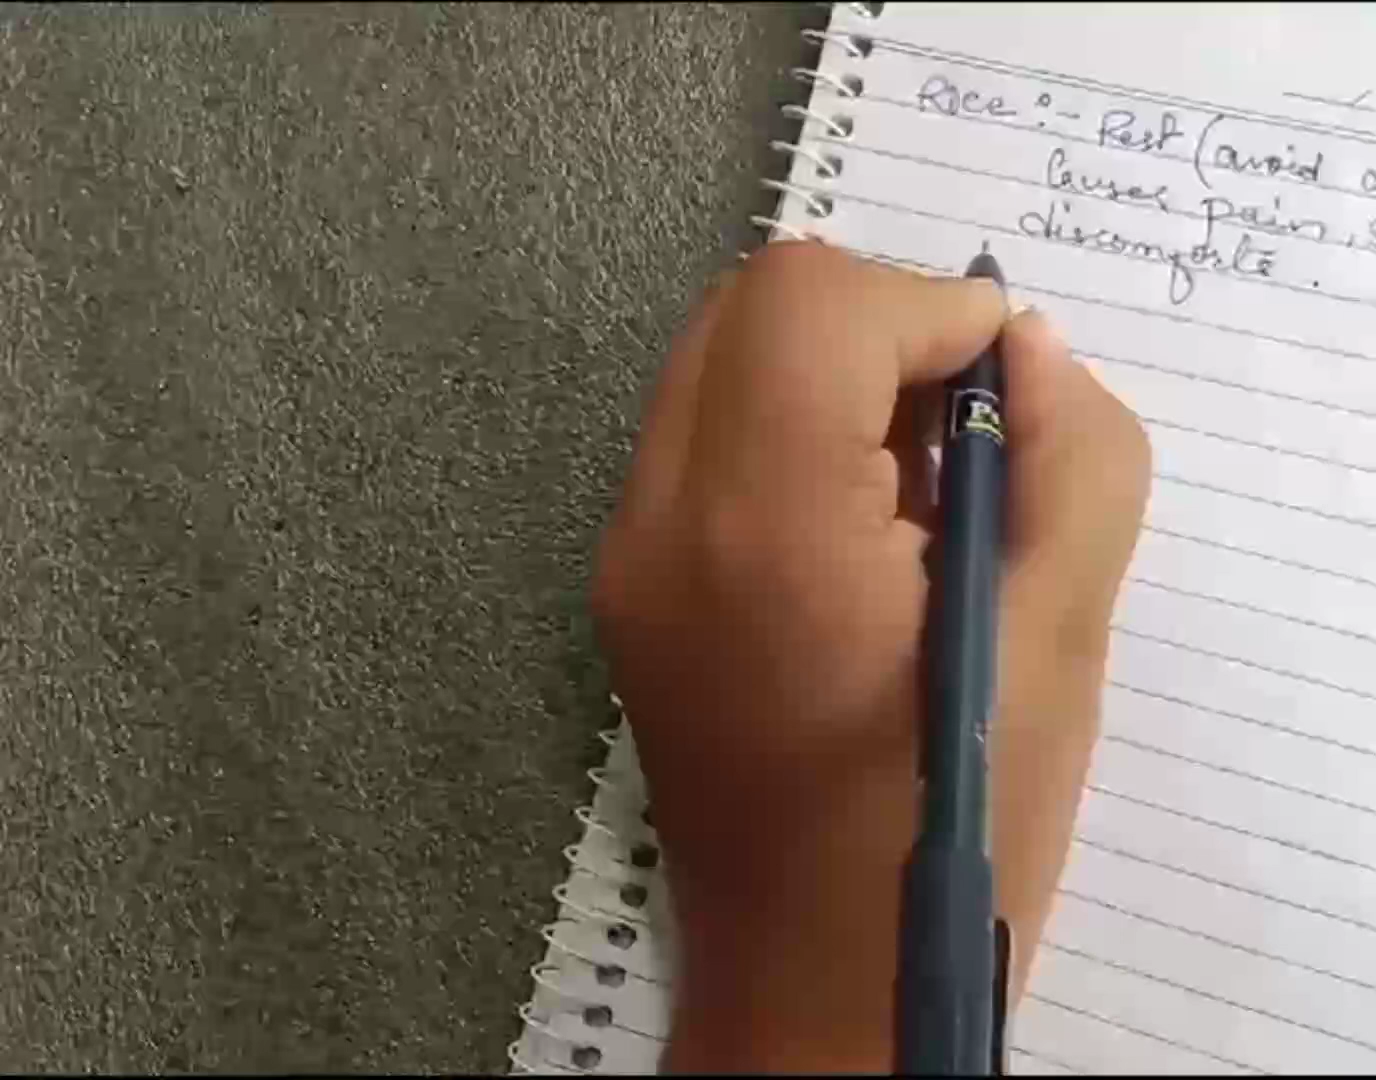 Rice :- Rest (avoid
Causes pain,
discomforts.